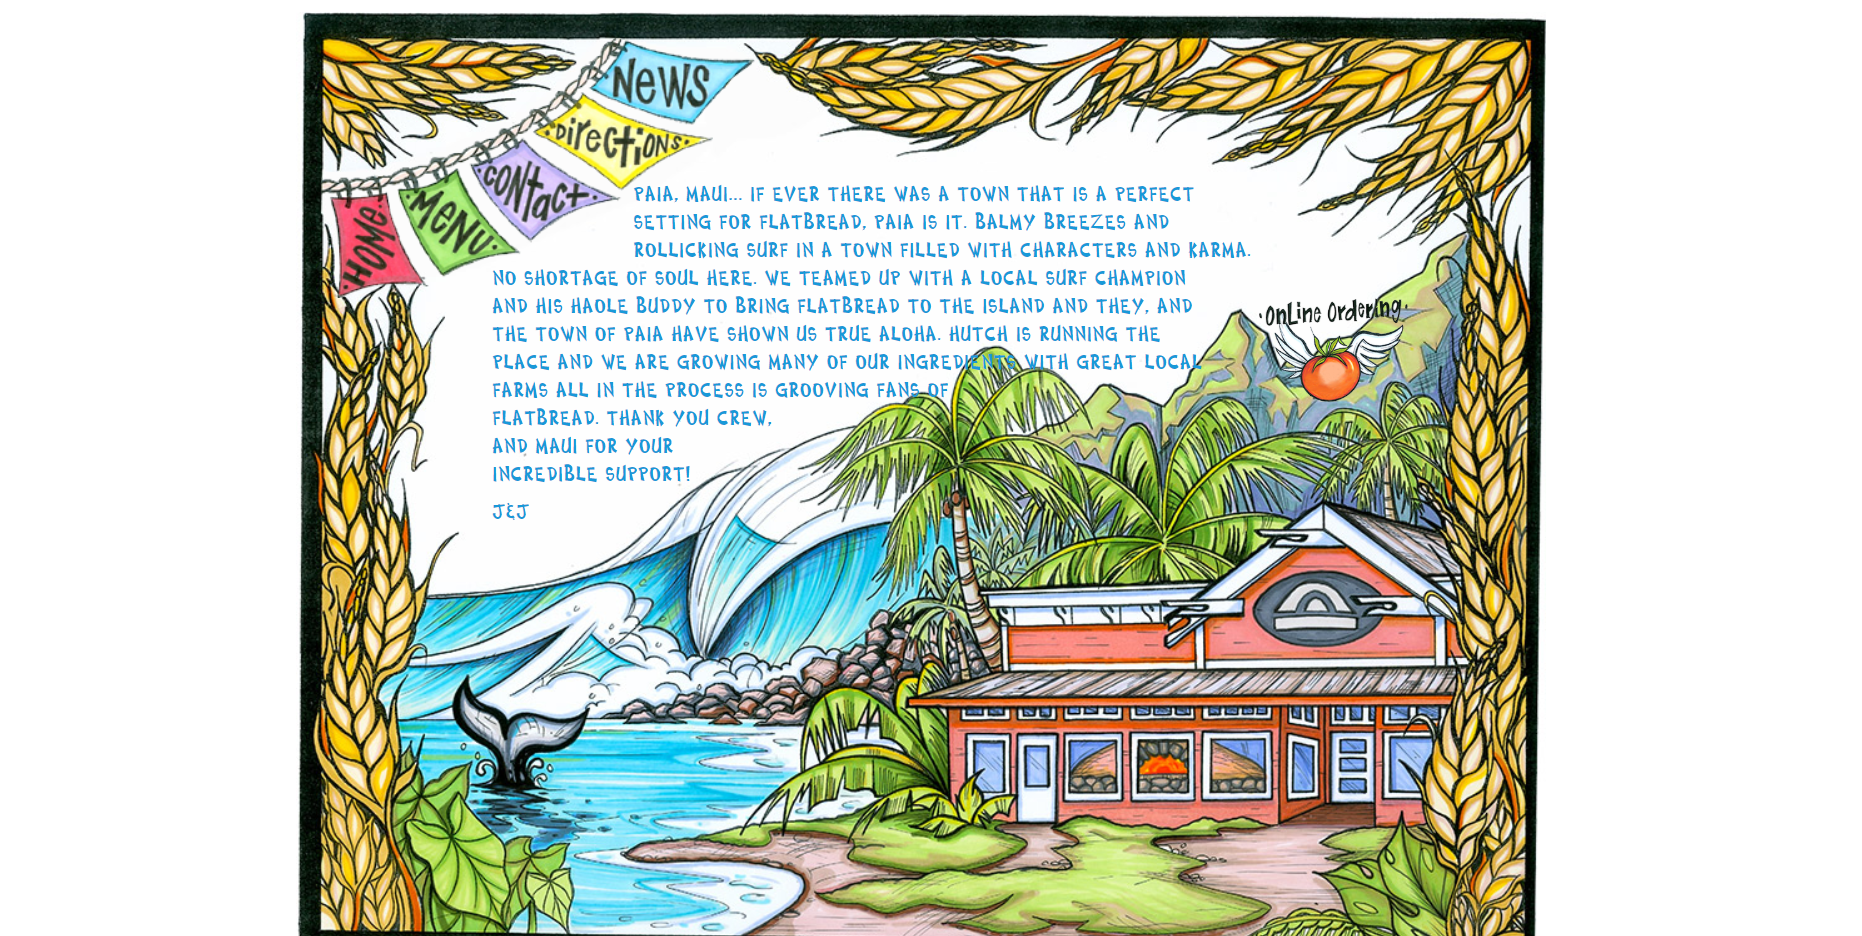 NEWS
·DIRECTIONS·
CONTACT·
·MENU·
·HOME·
PAIA, MAUI... IF EVER THERE WAS A TOWN THAT IS A PERFECT
SETTING FOR FLATBREAD, PAIA IS IT. BALMY BREEZES AND
ROLLICKING SURF IN A TOWN FILLED WITH CHARACTERS AND KARMA.
NO SHORTAGE OF SOUL HERE. WE TEAMED UP WITH A LOCAL SURF CHAMPION
AND HIS HAOLE BUDDY TO BRING FLATBREAD TO THE ISLAND AND THEY, AND
THE TOWN OF PAIA HAVE SHOWN US TRUE ALOHA. HUTCH IS RUNNING THE
PLACE AND WE ARE GROWING MANY OF OUR INGREDIENTS WITH GREAT LOCAL
FARMS ALL IN THE PROCESS IS GROOVING FANS OF
FLATBREAD. THANK YOU CREW,
AND MAUI FOR YOUR
INCREDIBLE SUPPORT!
J&J
·OnLine Ordering·